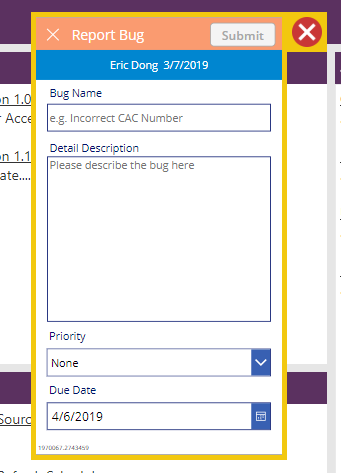 Report Bug
Submit
Eric Dong 3/7/2019
Bug Name
on 1.0
e.g. Incorrect CAC Number
r Acce
Detail Description
on 1.1
Please describe the bug here
ate....
Priority
None
Due Date
4/6/2019
Sourc
1970067.2743459